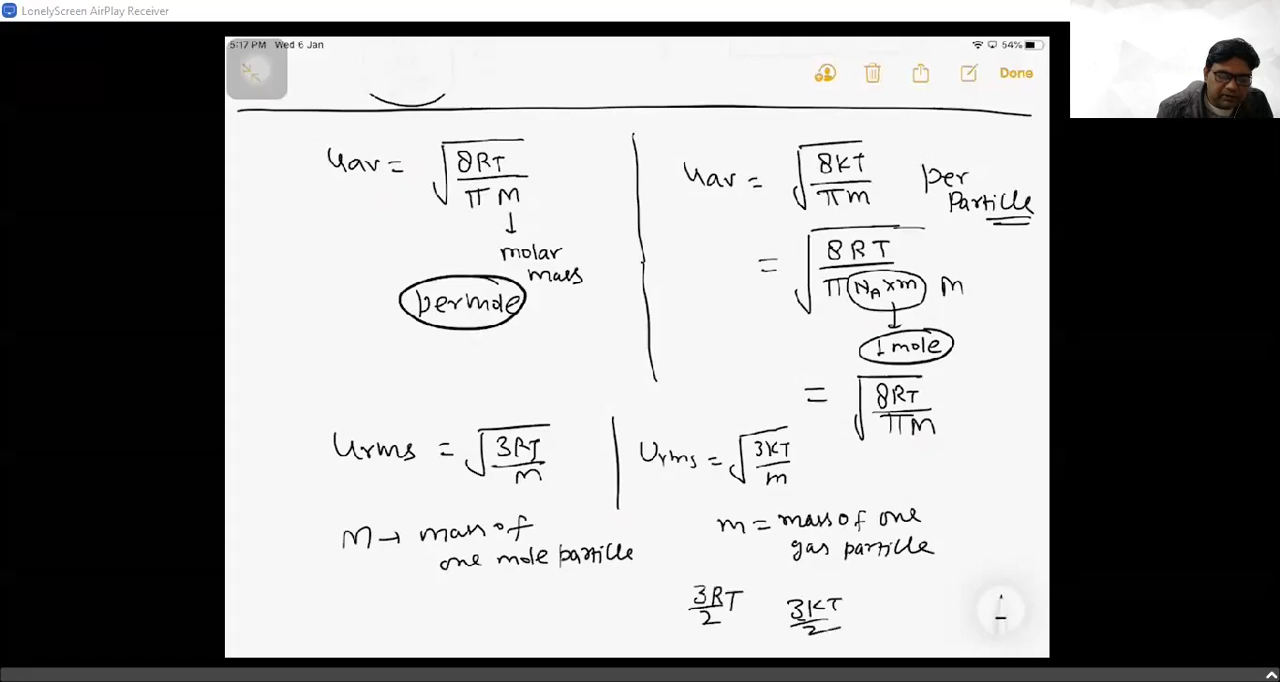 LonelyScreen AirPlay Receiver
5:17 PM Wed 6 Jan
54%
Done
Uav = √(8RT/πM)
↓
molar
mass
per mole
Uav = √(8KT/πm) per
Particle
= √(8RT/π NA×m) M
↓
1 mole
= √(8RT/πM)
Urms = √(3RT/M)
M → mass of
one mole particle
Urms = √(3KT/m)
m = mass of one
gas particle
3RT/2 3KT/2